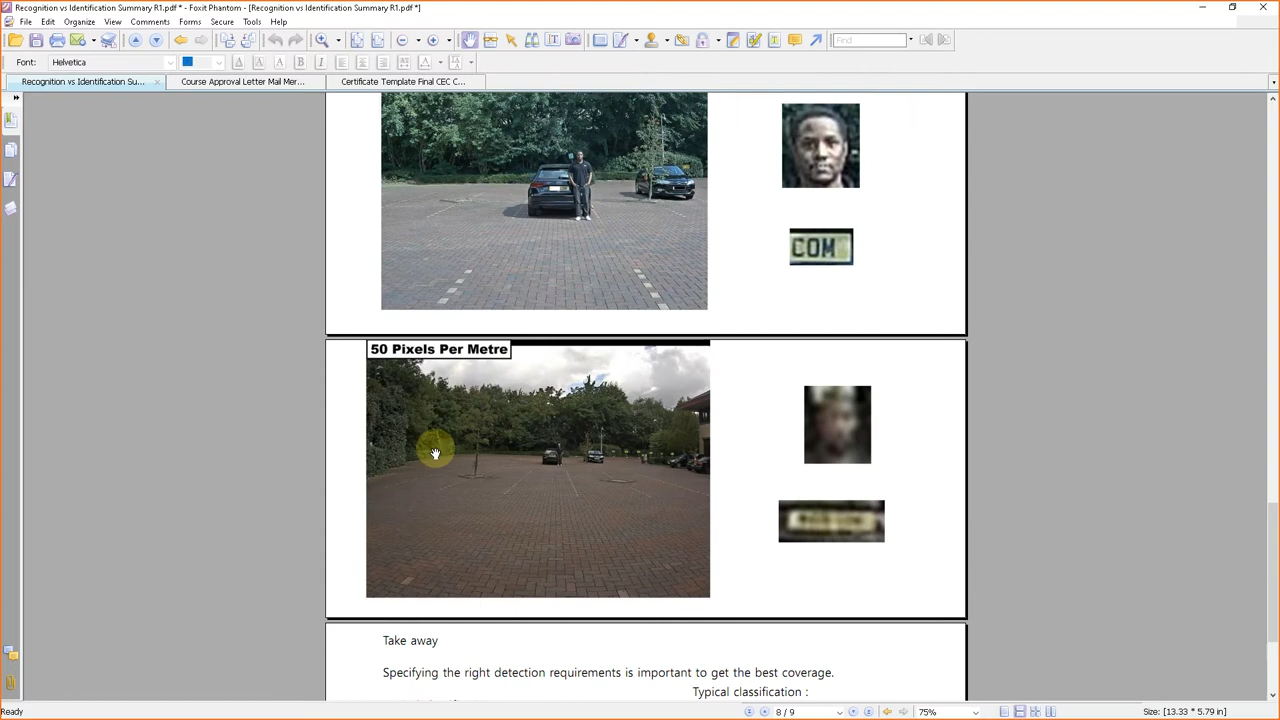 Recognition vs Identification Summary R1.pdf * - Foxit Phantom - [Recognition vs Identification Summary R1.pdf *]
File Edit View Organize Comments Forms Secure Tools Help
Find
Font: Helvetica
Recognition vs Identification Su... Course Approval Letter Mail Mer... Certificate Template Final CEC C...
COM
50 Pixels Per Metre
Take away
Specifying the right detection requirements is important to get the best coverage.
Typical classification :
Ready 8 / 9 75% Size: [13.33 * 5.79 in]